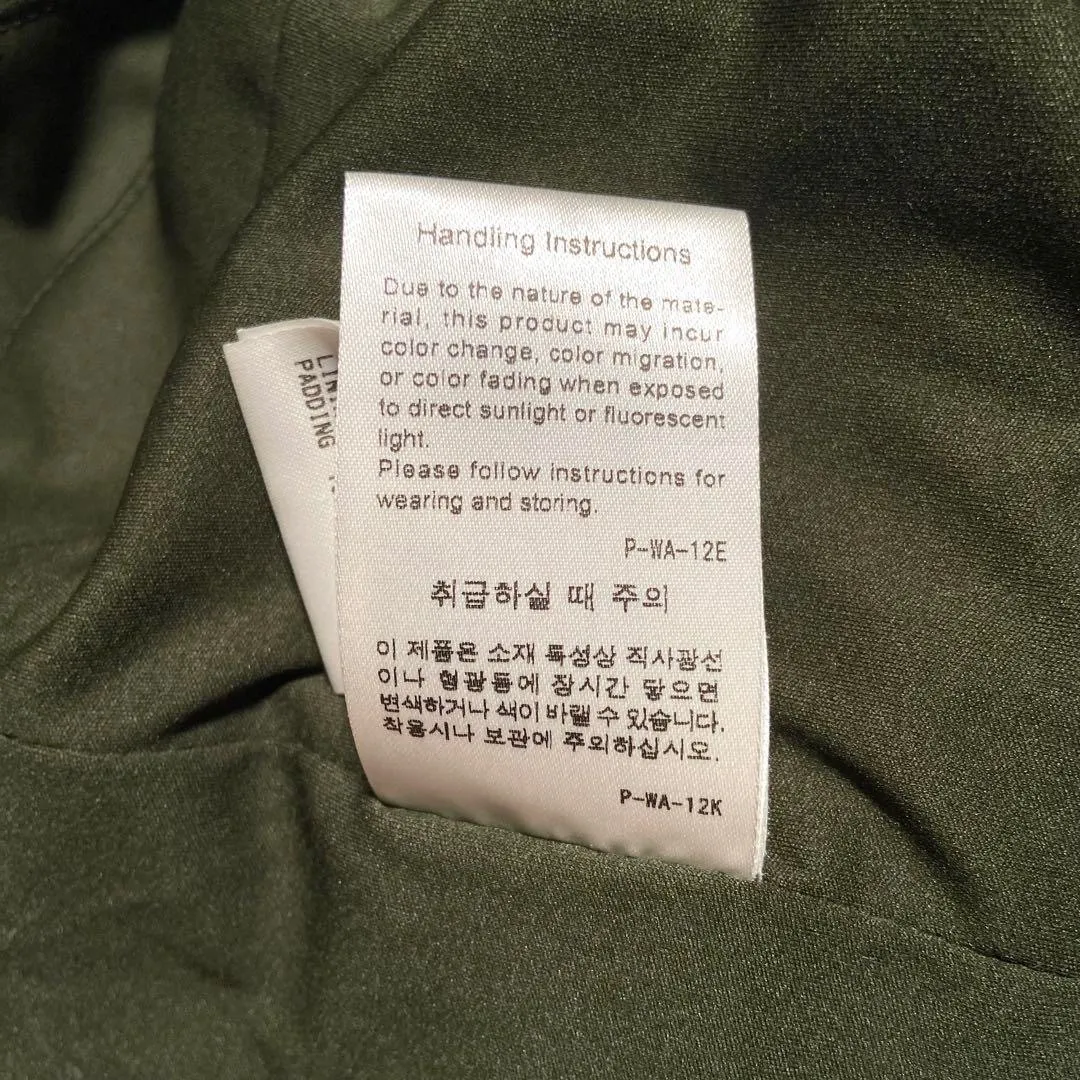 Handling Instructions
Due to the nature of the mate-
rial, this product may incur
color change, color migration,
or color fading when exposed
to direct sunlight or fluorescent
light.
Please follow instructions for
wearing and storing.
P-WA-12E
취급하실 때 주의
이 제품은 소재 특성상 직사광선
이나 형광등에 장시간 닿으면
변색하거나 색이 바랠 수 있습니다.
착용시나 보관에 주의하십시오.
P-WA-12K
PADDING